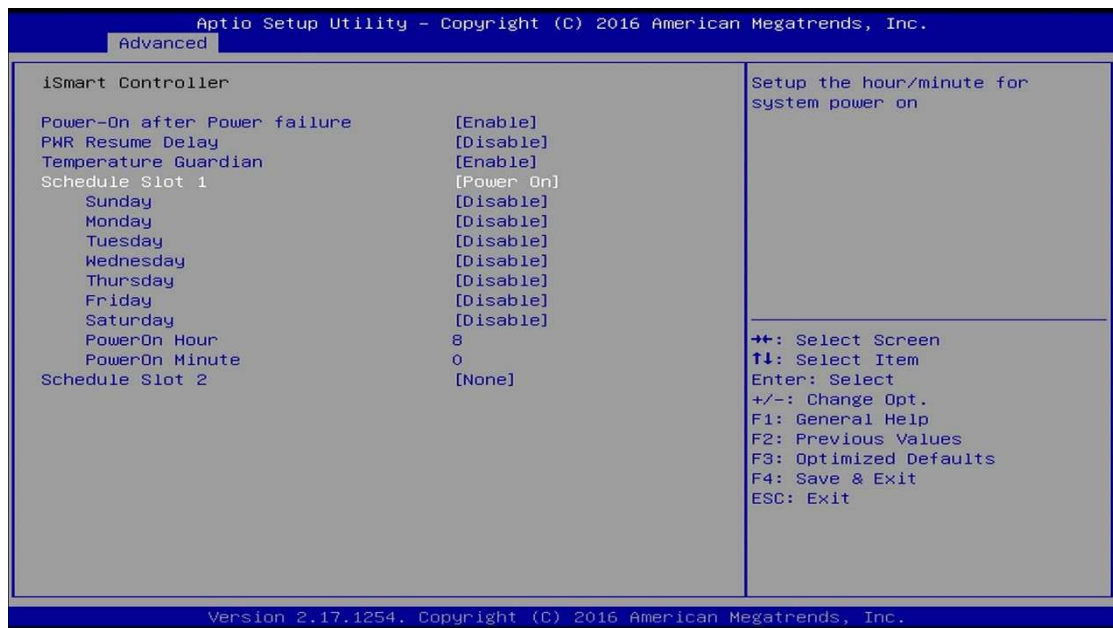 Aptio Setup Utility – Copyright (C) 2016 American Megatrends, Inc.
Advanced
iSmart Controller
Power-On after Power failure [Enable]
PWR Resume Delay [Disable]
Temperature Guardian [Enable]
Schedule Slot 1 [Power On]
Sunday [Disable]
Monday [Disable]
Tuesday [Disable]
Wednesday [Disable]
Thursday [Disable]
Friday [Disable]
Saturday [Disable]
PowerOn Hour 8
PowerOn Minute 0
Schedule Slot 2 [None]
Setup the hour/minute for
system power on
→←: Select Screen
↑↓: Select Item
Enter: Select
+/-: Change Opt.
F1: General Help
F2: Previous Values
F3: Optimized Defaults
F4: Save & Exit
ESC: Exit
Version 2.17.1254. Copyright (C) 2016 American Megatrends, Inc.